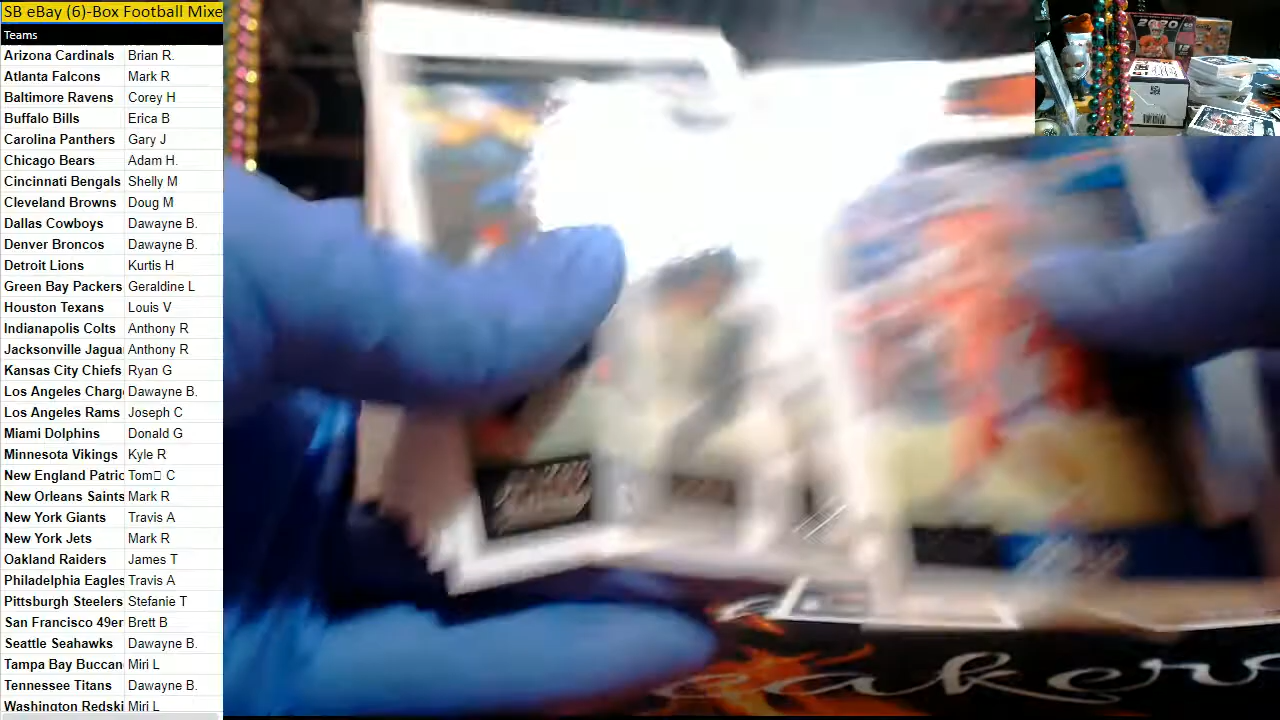 SB eBay (6)-Box Football Mixe
Teams
Arizona Cardinals Brian R.
Atlanta Falcons Mark R
Baltimore Ravens Corey H
Buffalo Bills Erica B
Carolina Panthers Gary J
Chicago Bears Adam H.
Cincinnati Bengals Shelly M
Cleveland Browns Doug M
Dallas Cowboys Dawayne B.
Denver Broncos Dawayne B.
Detroit Lions Kurtis H
Green Bay Packers Geraldine L
Houston Texans Louis V
Indianapolis Colts Anthony R
Jacksonville Jagua Anthony R
Kansas City Chiefs Ryan G
Los Angeles Charg Dawayne B.
Los Angeles Rams Joseph C
Miami Dolphins Donald G
Minnesota Vikings Kyle R
New England Patric Tom C
New Orleans Saints Mark R
New York Giants Travis A
New York Jets Mark R
Oakland Raiders James T
Philadelphia Eagles Travis A
Pittsburgh Steelers Stefanie T
San Francisco 49er Brett B
Seattle Seahawks Dawayne B.
Tampa Bay Buccan Miri L
Tennessee Titans Dawayne B.
Washington Redski Miri L
2020
eakers